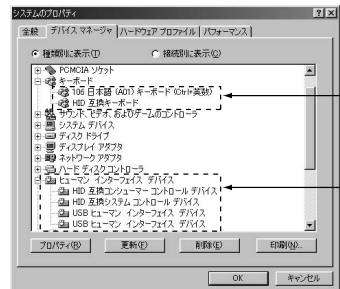 システムのプロパティ
全般 デバイス マネージャ ハードウェア プロファイル パフォーマンス
種類別に表示(T) 接続別に表示(C)
PCMCIA ソケット
キーボード
106 日本語 (A01) キーボード (Ctrl+英数)
HID 互換キーボード
サウンド、ビデオ、およびゲームのコントローラ
システム デバイス
ディスク ドライブ
ディスプレイ アダプタ
ネットワーク アダプタ
ハード ディスク コントローラ
ヒューマン インターフェイス デバイス
HID 互換コンシューマー コントロール デバイス
HID 互換システム コントロール デバイス
USB ヒューマン インターフェイス デバイス
USB ヒューマン インターフェイス デバイス
プロパティ(R) 更新(F) 削除(E) 印刷(N)...
OK キャンセル